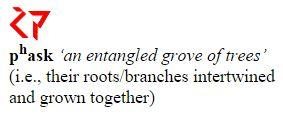 pʰask ‘an entangled grove of trees’
(i.e., their roots/branches intertwined
and grown together)